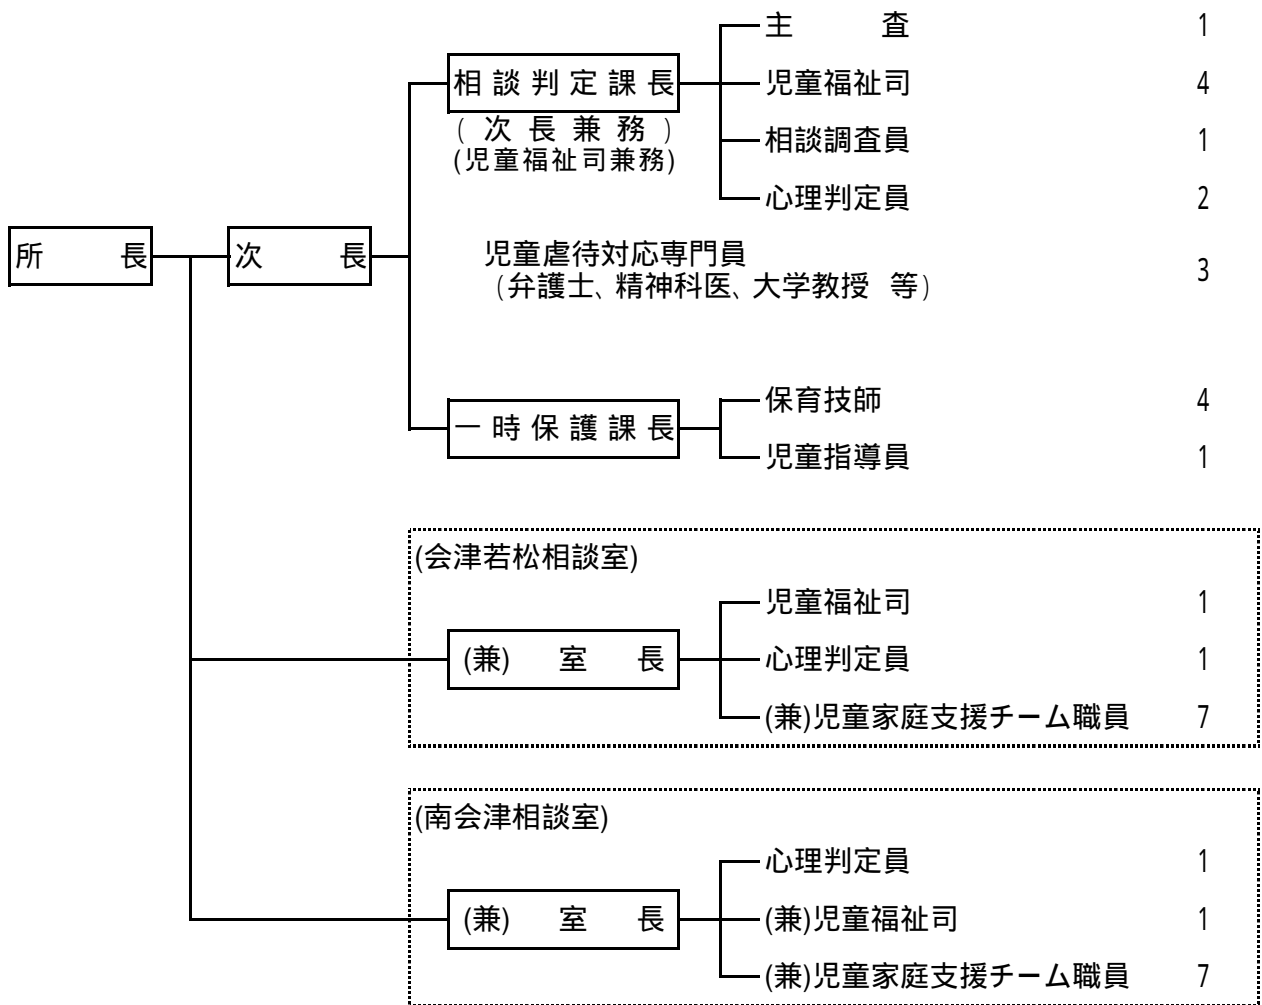 主 査 1
相談判定課長
児童福祉司 4
(次長兼務)
(児童福祉司兼務)
相談調査員 1
心理判定員 2
所 長
次 長
児童虐待対応専門員
(弁護士、精神科医、大学教授 等)
3
保育技師 4
一時保護課長
児童指導員 1
(会津若松相談室)
児童福祉司 1
(兼) 室 長
心理判定員 1
(兼)児童家庭支援チーム職員 7
(南会津相談室)
心理判定員 1
(兼) 室 長
(兼)児童福祉司 1
(兼)児童家庭支援チーム職員 7